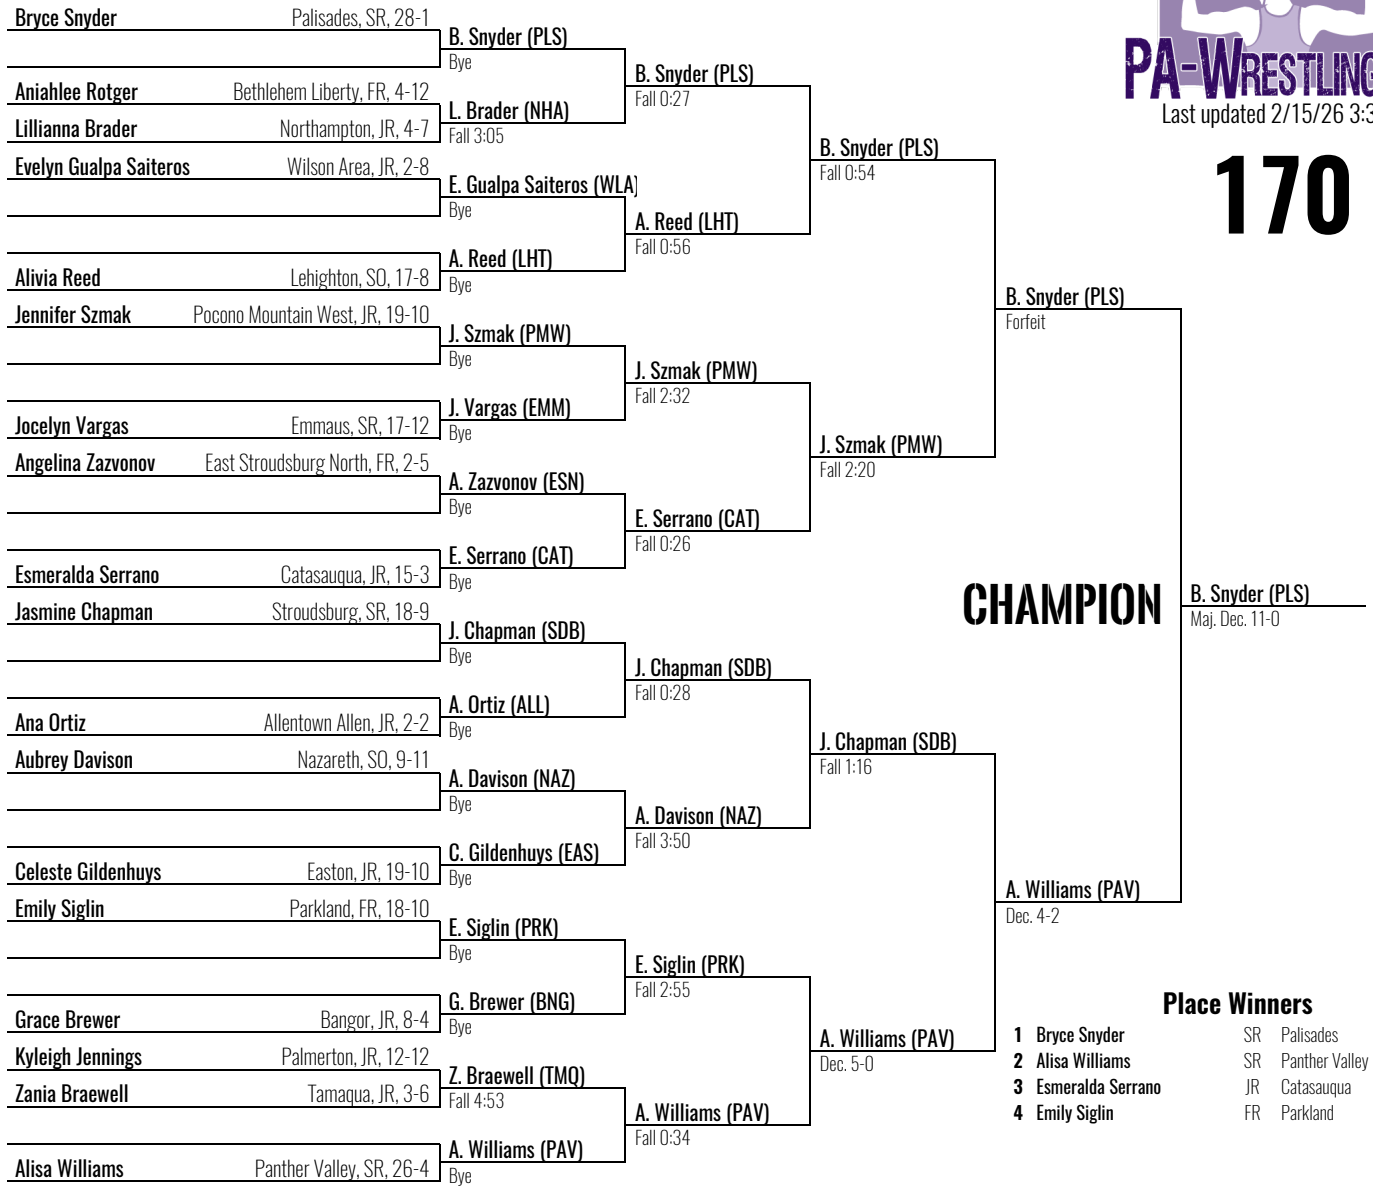 Bryce Snyder Palisades, SR, 28-1
B. Snyder (PLS)
Bye
Aniahlee Rotger Bethlehem Liberty, FR, 4-12
Lillianna Brader Northampton, JR, 4-7
L. Brader (NHA)
Fall 3:05
Evelyn Gualpa Saiteros Wilson Area, JR, 2-8
E. Gualpa Saiteros (WLA)
Bye
Alivia Reed Lehighton, SO, 17-8
A. Reed (LHT)
Bye
Jennifer Szmak Pocono Mountain West, JR, 19-10
J. Szmak (PMW)
Bye
Jocelyn Vargas Emmaus, SR, 17-12
J. Vargas (EMM)
Bye
Angelina Zazvonov East Stroudsburg North, FR, 2-5
A. Zazvonov (ESN)
Bye
Esmeralda Serrano Catasauqua, JR, 15-3
E. Serrano (CAT)
Bye
Jasmine Chapman Stroudsburg, SR, 18-9
J. Chapman (SDB)
Bye
Ana Ortiz Allentown Allen, JR, 2-2
A. Ortiz (ALL)
Bye
Aubrey Davison Nazareth, SO, 9-11
A. Davison (NAZ)
Bye
Celeste Gildenhuys Easton, JR, 19-10
C. Gildenhuys (EAS)
Bye
Emily Siglin Parkland, FR, 18-10
E. Siglin (PRK)
Bye
Grace Brewer Bangor, JR, 8-4
G. Brewer (BNG)
Bye
Kyleigh Jennings Palmerton, JR, 12-12
Zania Braewell Tamaqua, JR, 3-6
Z. Braewell (TMQ)
Fall 4:53
Alisa Williams Panther Valley, SR, 26-4
A. Williams (PAV)
Bye
B. Snyder (PLS)
Fall 0:27
A. Reed (LHT)
Fall 0:56
J. Szmak (PMW)
Fall 2:32
E. Serrano (CAT)
Fall 0:26
J. Chapman (SDB)
Fall 0:28
A. Davison (NAZ)
Fall 3:50
E. Siglin (PRK)
Fall 2:55
A. Williams (PAV)
Fall 0:34
B. Snyder (PLS)
Fall 0:54
J. Szmak (PMW)
Fall 2:20
J. Chapman (SDB)
Fall 1:16
A. Williams (PAV)
Dec. 5-0
B. Snyder (PLS)
Forfeit
A. Williams (PAV)
Dec. 4-2
CHAMPION
B. Snyder (PLS)
Maj. Dec. 11-0
PA-WRESTLING
Last updated 2/15/26 3:3
170
Place Winners
1 Bryce Snyder SR Palisades
2 Alisa Williams SR Panther Valley
3 Esmeralda Serrano JR Catasauqua
4 Emily Siglin FR Parkland